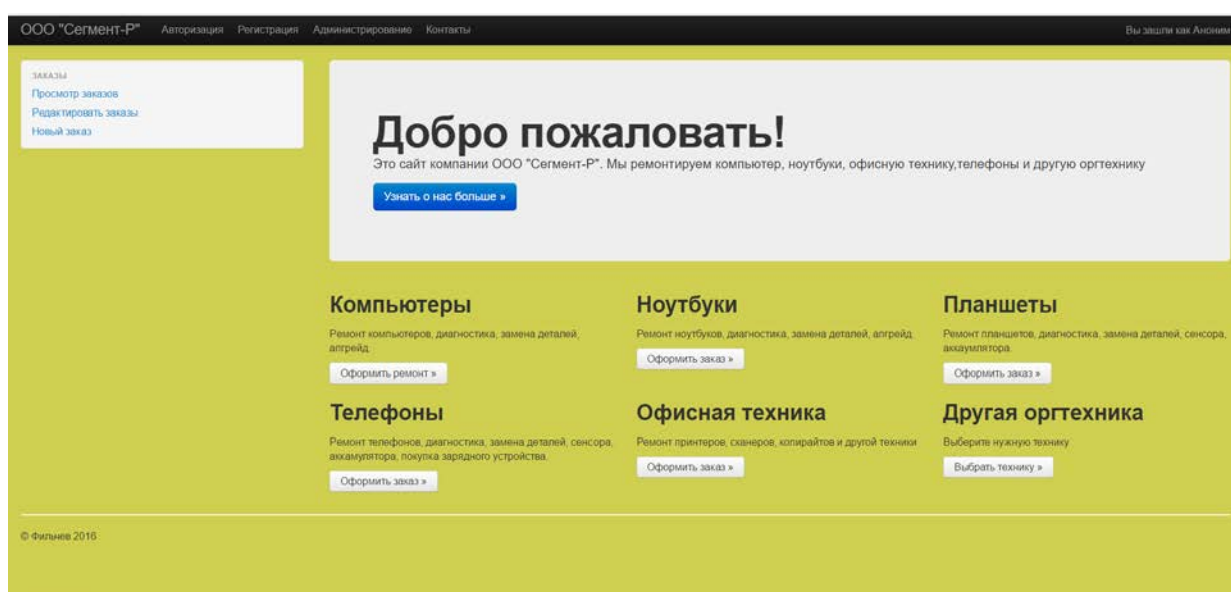 ООО "Сегмент-Р" Авторизация Регистрация Администрирование Контакты Вы зашли как Аноним
ЗАКАЗЫ
Просмотр заказов
Редактировать заказы
Новый заказ
Добро пожаловать!
Это сайт компании ООО "Сегмент-Р". Мы ремонтируем компьютер, ноутбуки, офисную технику,телефоны и другую оргтехнику
Узнать о нас больше »
Компьютеры
Ремонт компьютеров, диагностика, замена деталей,
апгрейд.
Оформить ремонт »
Ноутбуки
Ремонт ноутбуков, диагностика, замена деталей, апгрейд.
Оформить заказ »
Планшеты
Ремонт планшетов, диагностика, замена деталей, сенсора,
аккаумлятора.
Оформить заказ »
Телефоны
Ремонт телефонов, диагностика, замена деталей, сенсора,
аккамулятора, покупка зарядного устройства.
Оформить заказ »
Офисная техника
Ремонт принтеров, сканеров, копирайтов и другой техники
Оформить заказ »
Другая оргтехника
Выберите нужную технику
Выбрать технику »
© Фильчев 2016